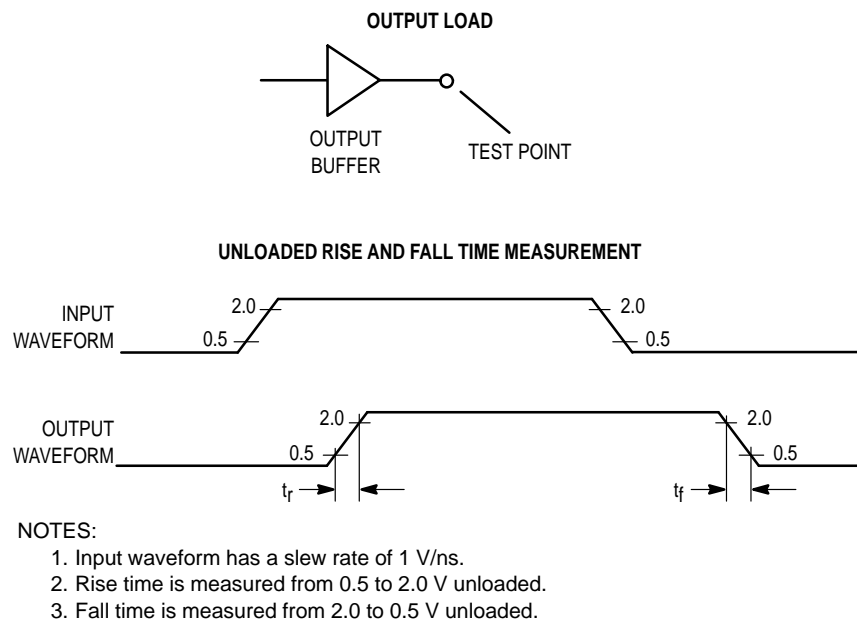 OUTPUT LOAD
OUTPUT
BUFFER
TEST POINT
UNLOADED RISE AND FALL TIME MEASUREMENT
INPUT
WAVEFORM
2.0
0.5
2.0
0.5
OUTPUT
WAVEFORM
2.0
0.5
2.0
0.5
tr
tf
NOTES:
1. Input waveform has a slew rate of 1 V/ns.
2. Rise time is measured from 0.5 to 2.0 V unloaded.
3. Fall time is measured from 2.0 to 0.5 V unloaded.